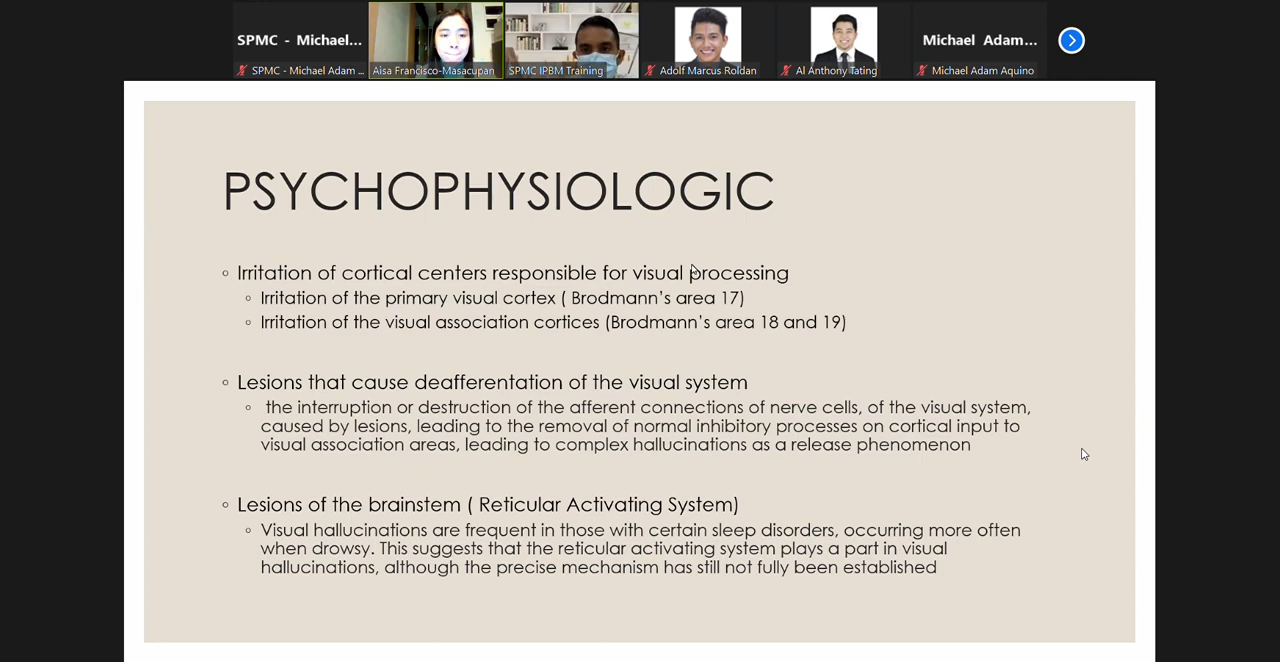 SPMC - Michael...
Michael Adam...
SPMC - Michael Adam ...
Aisa Francisco-Masacupan
SPMC IPBM Training
Adolf Marcus Roldan
Al Anthony Tating
Michael Adam Aquino
PSYCHOPHYSIOLOGIC
◦ Irritation of cortical centers responsible for visual processing
◦ Irritation of the primary visual cortex ( Brodmann's area 17)
◦ Irritation of the visual association cortices (Brodmann's area 18 and 19)
◦ Lesions that cause deafferentation of the visual system
◦ the interruption or destruction of the afferent connections of nerve cells, of the visual system,
caused by lesions, leading to the removal of normal inhibitory processes on cortical input to
visual association areas, leading to complex hallucinations as a release phenomenon
◦ Lesions of the brainstem ( Reticular Activating System)
◦ Visual hallucinations are frequent in those with certain sleep disorders, occurring more often
when drowsy. This suggests that the reticular activating system plays a part in visual
hallucinations, although the precise mechanism has still not fully been established